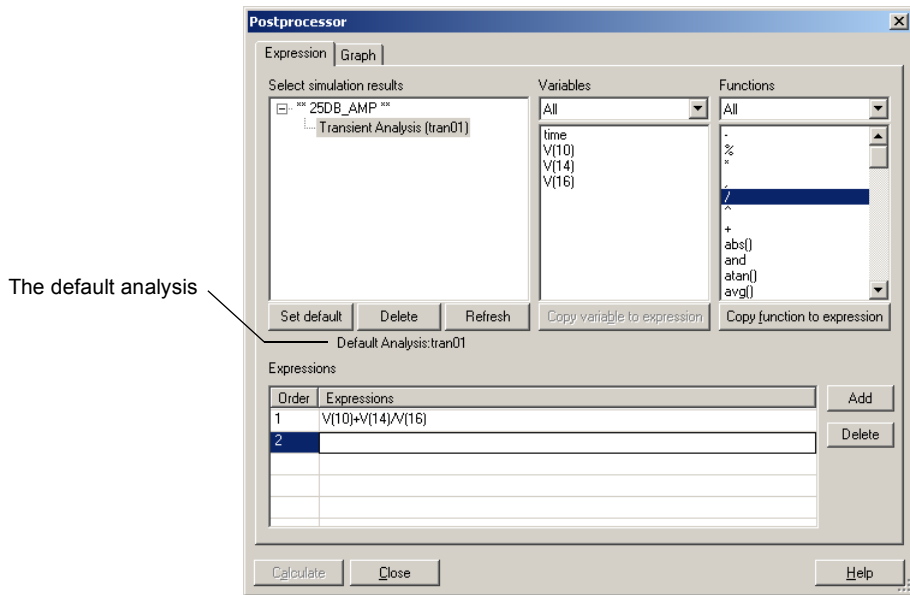 Postprocessor
Expression Graph
Select simulation results Variables Functions
** 25DB_AMP ** All All
Transient Analysis (tran01)
time
V(10)
V(14)
V(16)
-
%
*
,
/
^
+
abs()
and
atan()
avg()
The default analysis
Set default Delete Refresh Copy variable to expression Copy function to expression
Default Analysis:tran01
Expressions
Order Expressions Add
1 V(10)+V(14)/V(16)
2 Delete
Calculate Close Help